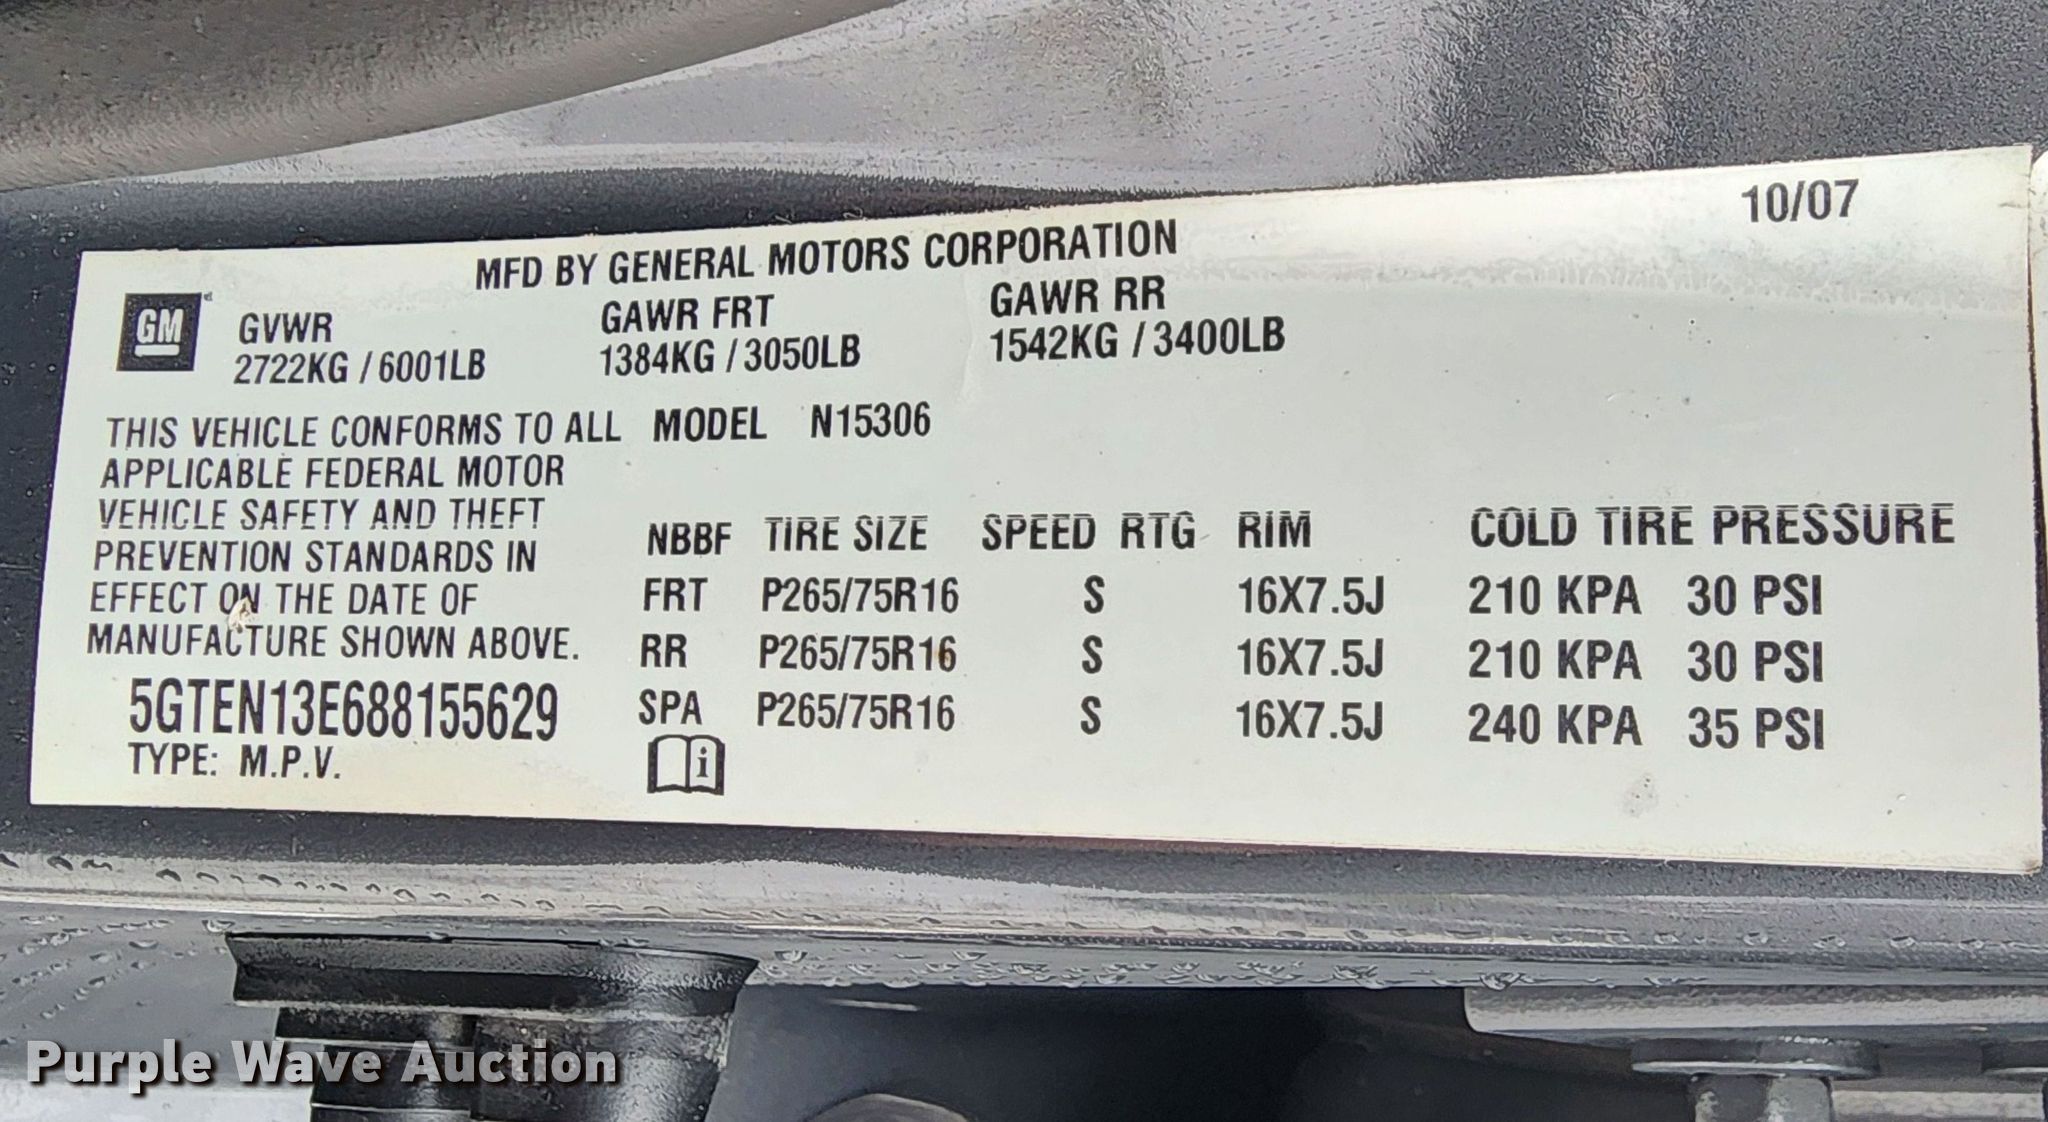 10/07
MFD BY GENERAL MOTORS CORPORATION
GM
GVWR GAWR FRT GAWR RR
2722KG / 6001LB 1384KG / 3050LB 1542KG / 3400LB
THIS VEHICLE CONFORMS TO ALL
APPLICABLE FEDERAL MOTOR
VEHICLE SAFETY AND THEFT
PREVENTION STANDARDS IN
EFFECT ON THE DATE OF
MANUFACTURE SHOWN ABOVE.
5GTEN13E688155629
TYPE: M.P.V.
MODEL N15306
NBBF TIRE SIZE SPEED RTG RIM COLD TIRE PRESSURE
FRT P265/75R16 S 16X7.5J 210 KPA 30 PSI
RR P265/75R16 S 16X7.5J 210 KPA 30 PSI
SPA P265/75R16 S 16X7.5J 240 KPA 35 PSI
i
Purple Wave Auction